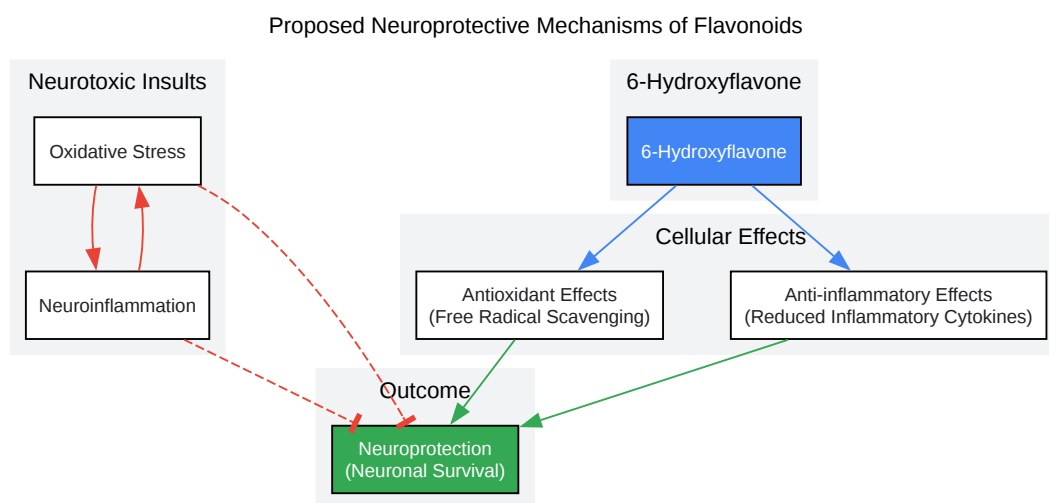 Proposed Neuroprotective Mechanisms of Flavonoids
Neurotoxic Insults
Oxidative Stress
Neuroinflammation
6-Hydroxyflavone
6-Hydroxyflavone
Cellular Effects
Antioxidant Effects
(Free Radical Scavenging)
Anti-inflammatory Effects
(Reduced Inflammatory Cytokines)
Outcome
Neuroprotection
(Neuronal Survival)